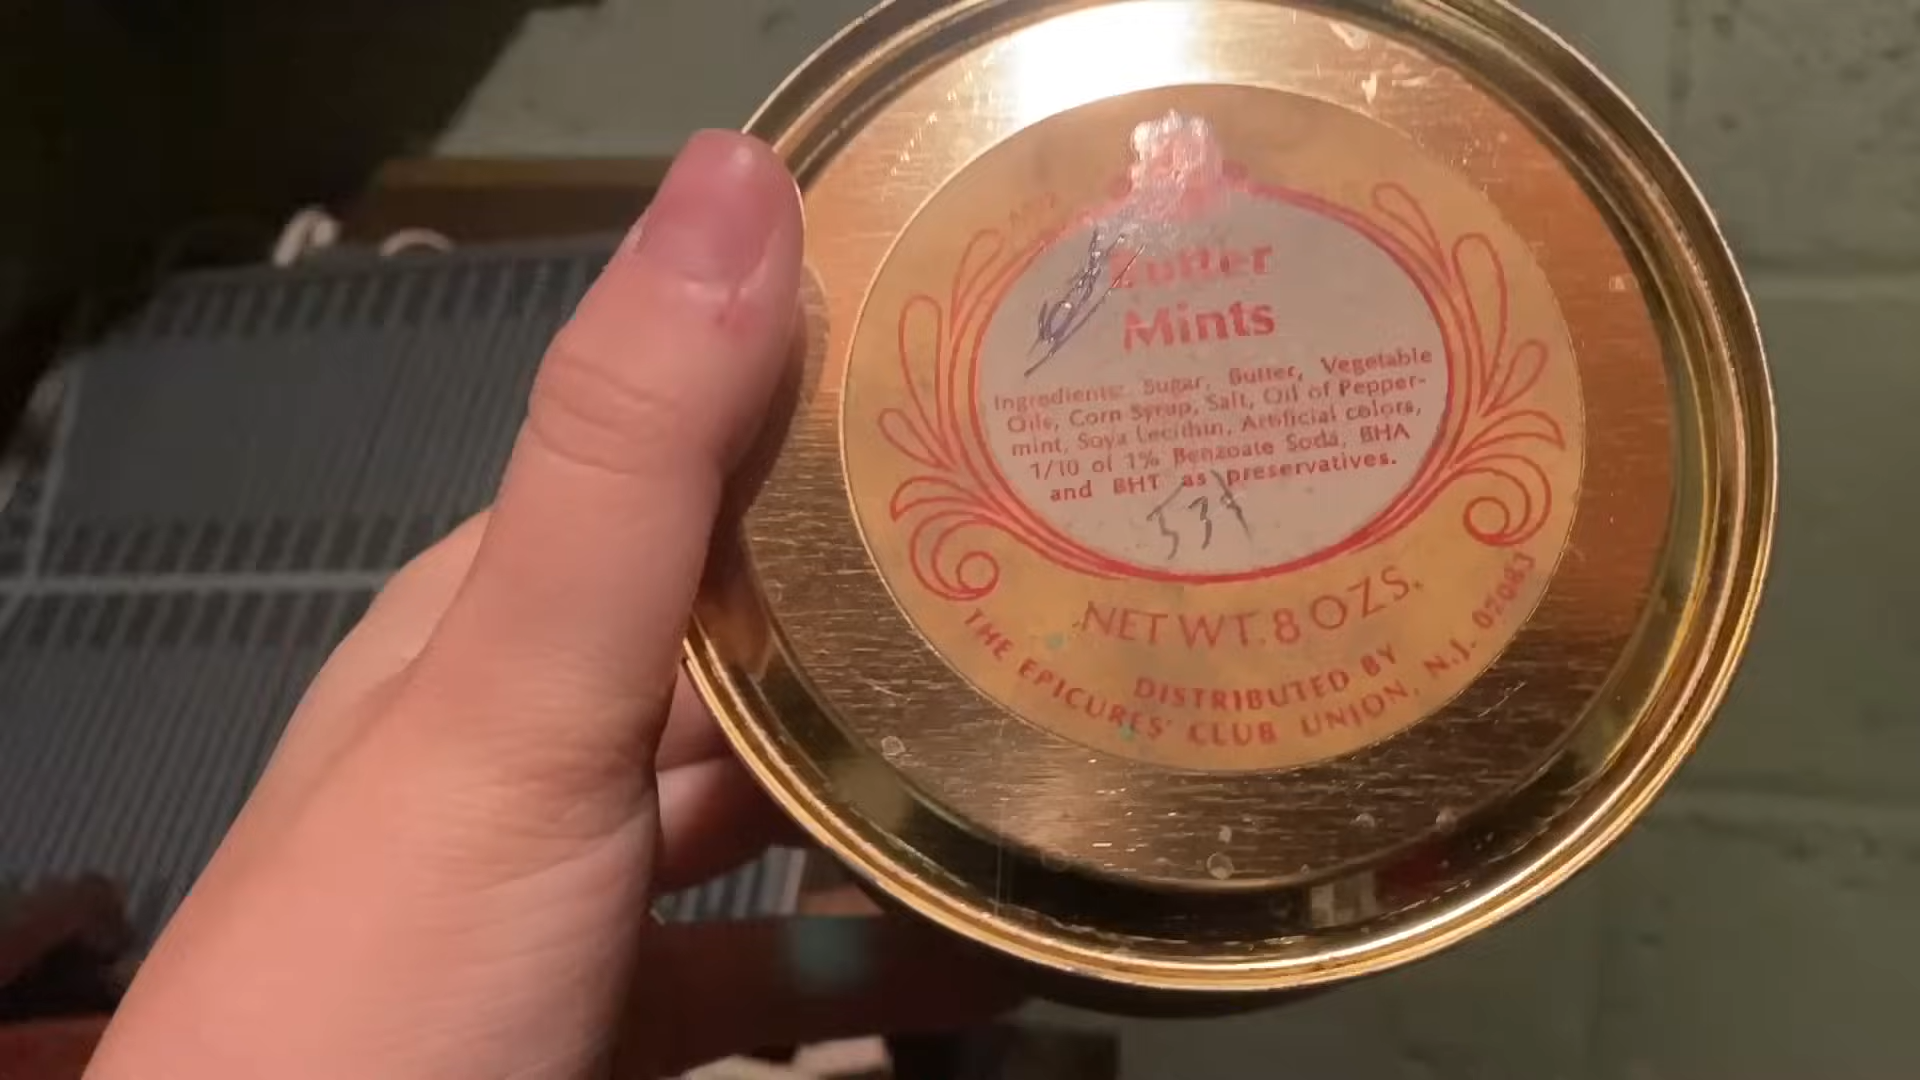 Butter
Mints
Ingredients: Sugar, Butter, Vegetable
Oils, Corn Syrup, Salt, Oil of Pepper-
mint, Soya Lecithin, Artificial colors,
1/10 of 1% Benzoate Soda, BHA
and BHT as preservatives.
NET WT. 8 OZS.
DISTRIBUTED BY
THE EPICURES' CLUB UNION, N.J. 07083